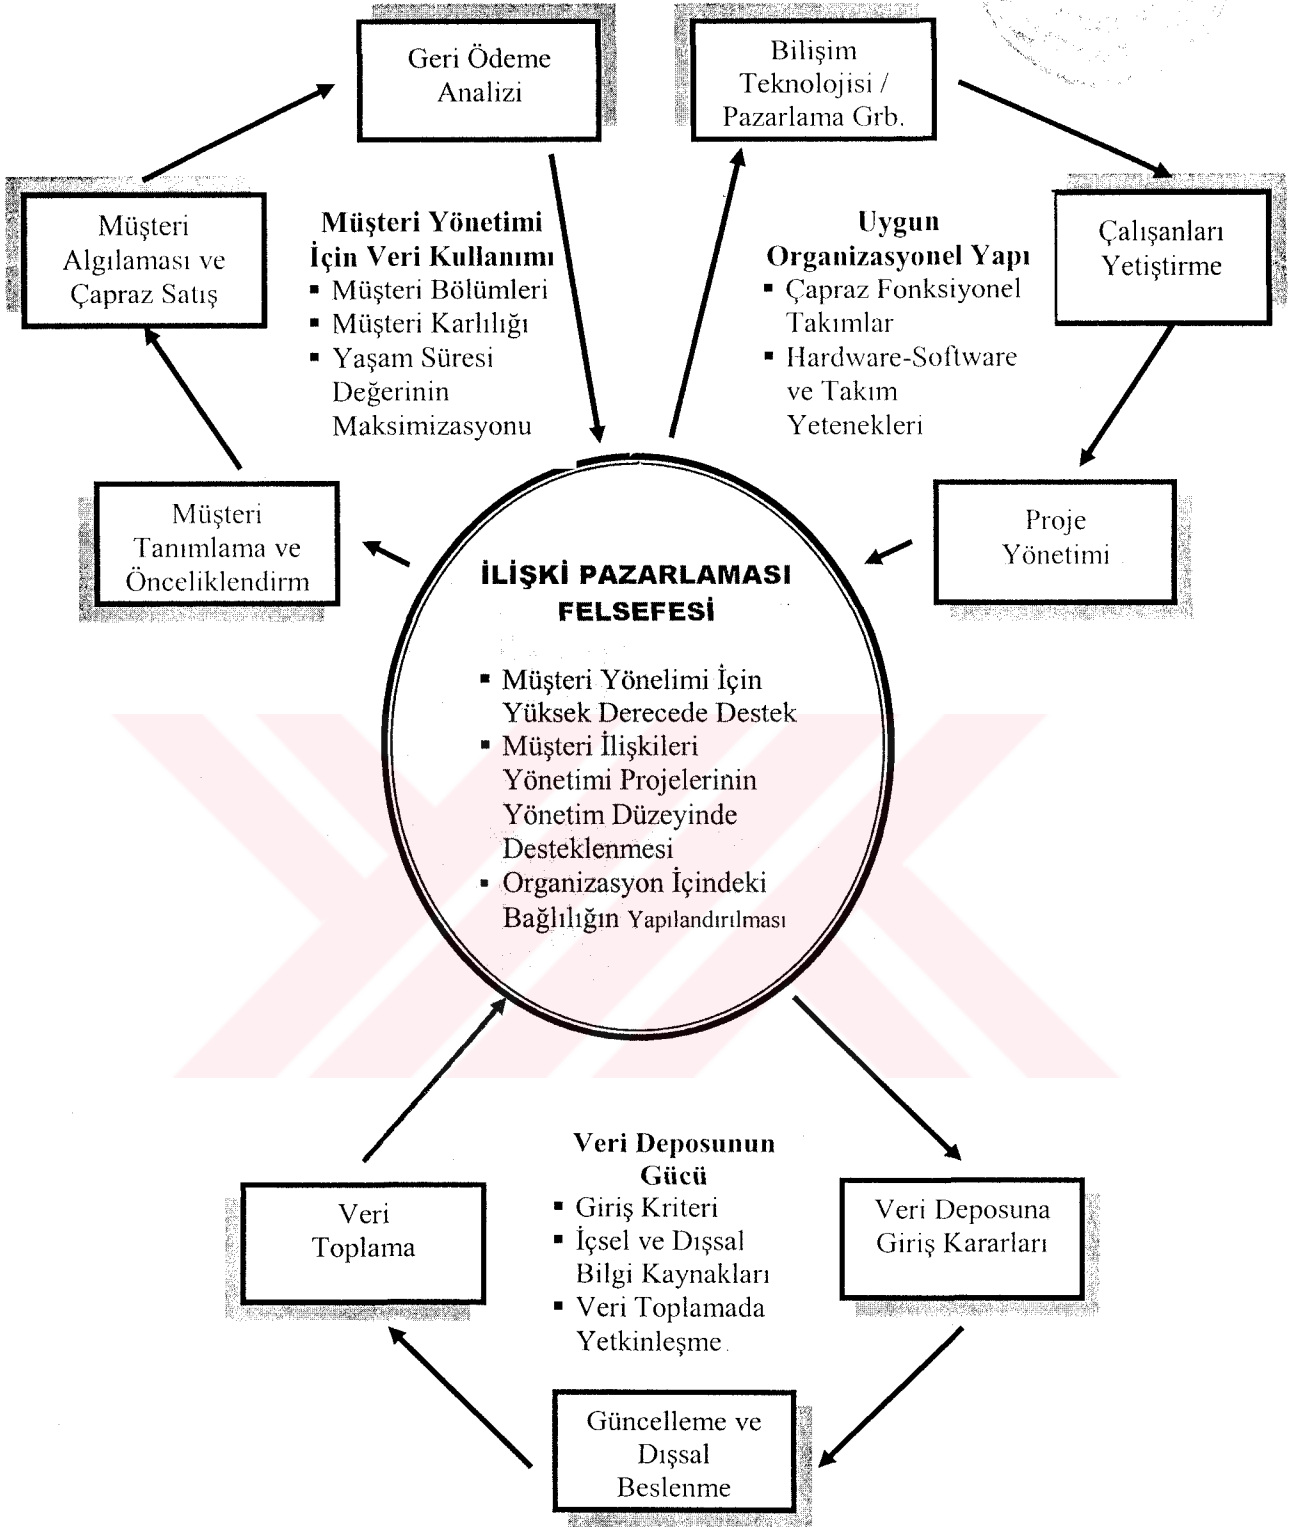 Geri Ödeme
Analizi
Bilişim
Teknolojisi /
Pazarlama Grb.
Müşteri
Algılaması ve
Çapraz Satış
Müşteri Yönetimi
İçin Veri Kullanımı
▪ Müşteri Bölümleri
▪ Müşteri Karlılığı
▪ Yaşam Süresi
Değerinin
Maksimizasyonu
Uygun
Organizasyonel Yapı
▪ Çapraz Fonksiyonel
Takımlar
▪ Hardware-Software
ve Takım
Yetenekleri
Çalışanları
Yetiştirme
Müşteri
Tanımlama ve
Önceliklendirm
Proje
Yönetimi
İLİŞKİ PAZARLAMASI
FELSEFESİ
▪ Müşteri Yönelimi İçin
Yüksek Derecede Destek
▪ Müşteri İlişkileri
Yönetimi Projelerinin
Yönetim Düzeyinde
Desteklenmesi
▪ Organizasyon İçindeki
Bağlılığın Yapılandırılması
Veri
Toplama
Veri Deposunun
Gücü
▪ Giriş Kriteri
▪ İçsel ve Dışsal
Bilgi Kaynakları
▪ Veri Toplamada
Yetkinleşme
Veri Deposuna
Giriş Kararları
Güncelleme ve
Dışsal
Beslenme